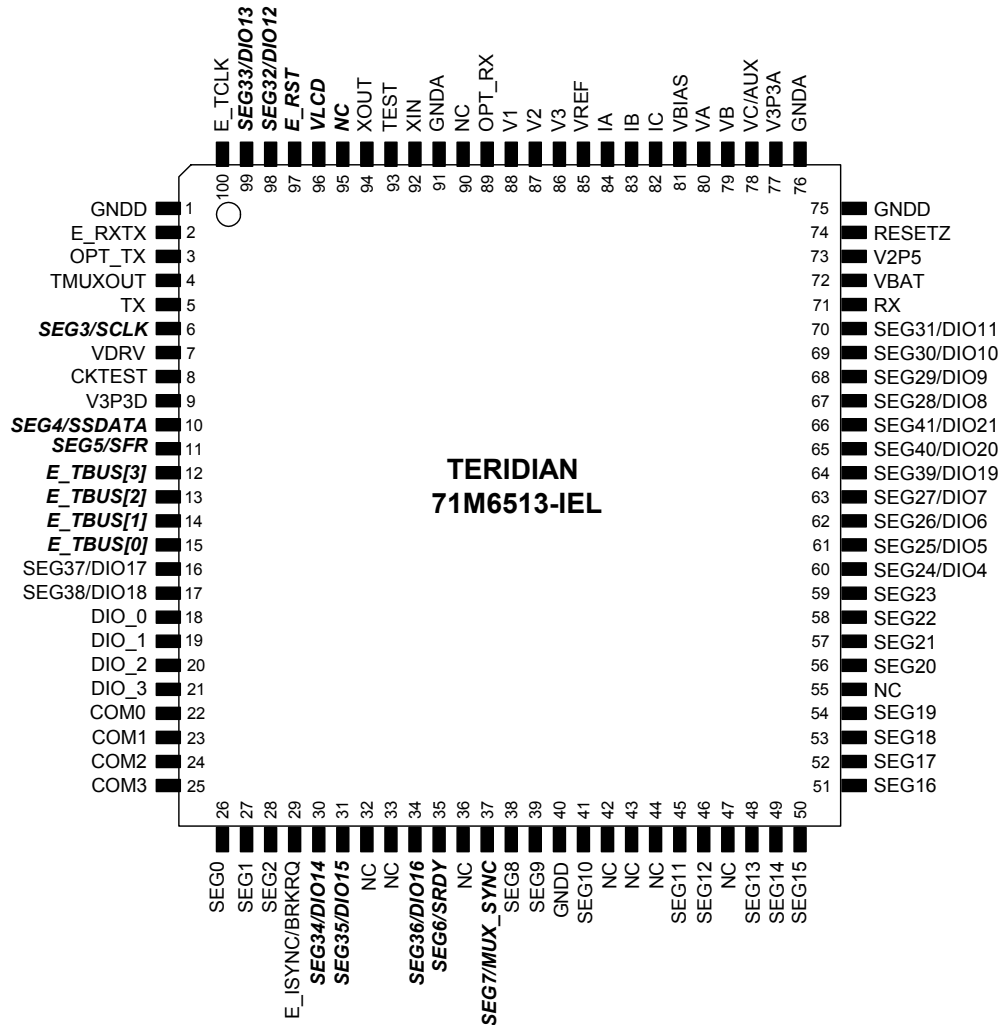 E_TCLK
SEG33/DIO13
SEG32/DIO12
E_RST
VLCD
NC
XOUT
TEST
XIN
GNDA
NC
OPT_RX
V1
V2
V3
VREF
IA
IB
IC
VBIAS
VA
VB
VC/AUX
V3P3A
GNDA
100
99
98
97
96
95
94
93
92
91
90
89
88
87
86
85
84
83
82
81
80
79
78
77
76
GNDD 1
E_RXTX 2
OPT_TX 3
TMUXOUT 4
TX 5
SEG3/SCLK 6
VDRV 7
CKTEST 8
V3P3D 9
SEG4/SSDATA 10
SEG5/SFR 11
E_TBUS[3] 12
E_TBUS[2] 13
E_TBUS[1] 14
E_TBUS[0] 15
SEG37/DIO17 16
SEG38/DIO18 17
DIO_0 18
DIO_1 19
DIO_2 20
DIO_3 21
COM0 22
COM1 23
COM2 24
COM3 25
TERIDIAN
71M6513-IEL
75 GNDD
74 RESETZ
73 V2P5
72 VBAT
71 RX
70 SEG31/DIO11
69 SEG30/DIO10
68 SEG29/DIO9
67 SEG28/DIO8
66 SEG41/DIO21
65 SEG40/DIO20
64 SEG39/DIO19
63 SEG27/DIO7
62 SEG26/DIO6
61 SEG25/DIO5
60 SEG24/DIO4
59 SEG23
58 SEG22
57 SEG21
56 SEG20
55 NC
54 SEG19
53 SEG18
52 SEG17
51 SEG16
26
27
28
29
30
31
32
33
34
35
36
37
38
39
40
41
42
43
44
45
46
47
48
49
50
SEG0
SEG1
SEG2
E_ISYNC/BRKRQ
SEG34/DIO14
SEG35/DIO15
NC
NC
SEG36/DIO16
SEG6/SRDY
NC
SEG7/MUX_SYNC
SEG8
SEG9
GNDD
SEG10
NC
NC
NC
SEG11
SEG12
NC
SEG13
SEG14
SEG15